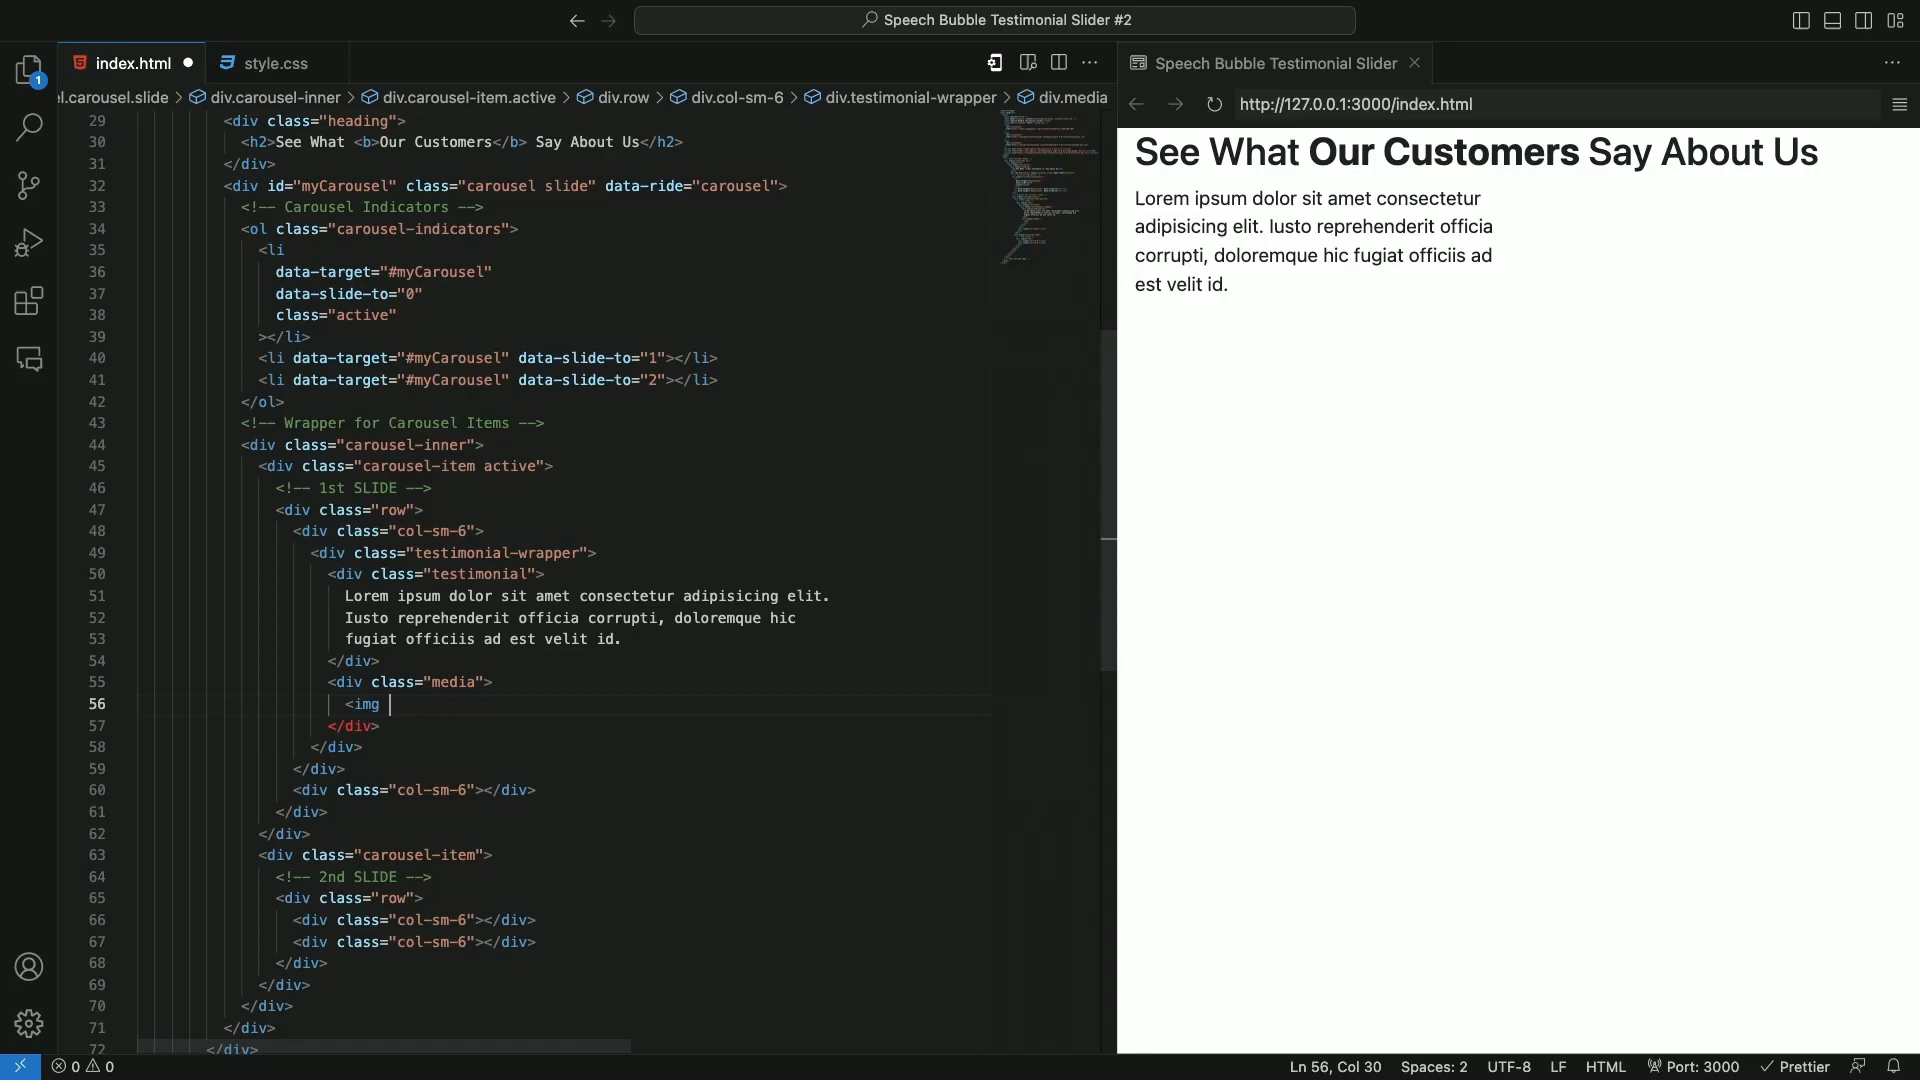 Speech Bubble Testimonial Slider #2
index.html
style.css
Speech Bubble Testimonial Slider
1
el.carousel.slide > div.carousel-inner > div.carousel-item.active > div.row > div.col-sm-6 > div.testimonial-wrapper > div.media
http://127.0.0.1:3000/index.html
29 <div class="heading">
30 <h2>See What <b>Our Customers</b> Say About Us</h2>
31 </div>
32 <div id="myCarousel" class="carousel slide" data-ride="carousel">
33 <!-- Carousel Indicators -->
34 <ol class="carousel-indicators">
35 <li
36 data-target="#myCarousel"
37 data-slide-to="0"
38 class="active"
39 ></li>
40 <li data-target="#myCarousel" data-slide-to="1"></li>
41 <li data-target="#myCarousel" data-slide-to="2"></li>
42 </ol>
43 <!-- Wrapper for Carousel Items -->
44 <div class="carousel-inner">
45 <div class="carousel-item active">
46 <!-- 1st SLIDE -->
47 <div class="row">
48 <div class="col-sm-6">
49 <div class="testimonial-wrapper">
50 <div class="testimonial">
51 Lorem ipsum dolor sit amet consectetur adipisicing elit.
52 Iusto reprehenderit officia corrupti, doloremque hic
53 fugiat officiis ad est velit id.
54 </div>
55 <div class="media">
56 <img
57 </div>
58 </div>
59 </div>
60 <div class="col-sm-6"></div>
61 </div>
62 </div>
63 <div class="carousel-item">
64 <!-- 2nd SLIDE -->
65 <div class="row">
66 <div class="col-sm-6"></div>
67 <div class="col-sm-6"></div>
68 </div>
69 </div>
70 </div>
71 </div>
72 </div>
See What Our Customers Say About Us
Lorem ipsum dolor sit amet consectetur
adipisicing elit. Iusto reprehenderit officia
corrupti, doloremque hic fugiat officiis ad
est velit id.
0 0 Ln 56, Col 30 Spaces: 2 UTF-8 LF HTML Port: 3000 Prettier